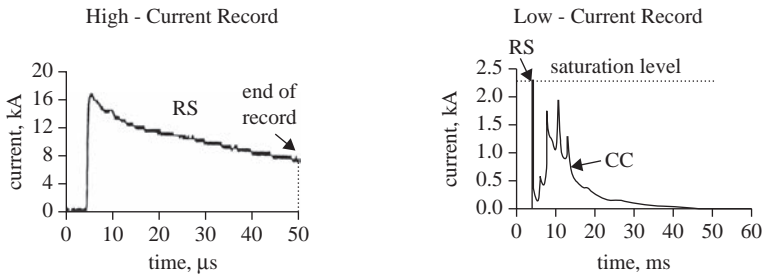 High - Current Record
current, kA
20
16
12
8
4
0
RS
end of
record
0 10 20 30 40 50
time, μs
Low - Current Record
RS
saturation level
current, kA
2.5
2.0
1.5
1.0
0.5
0.0
CC
0 10 20 30 40 50 60
time, ms